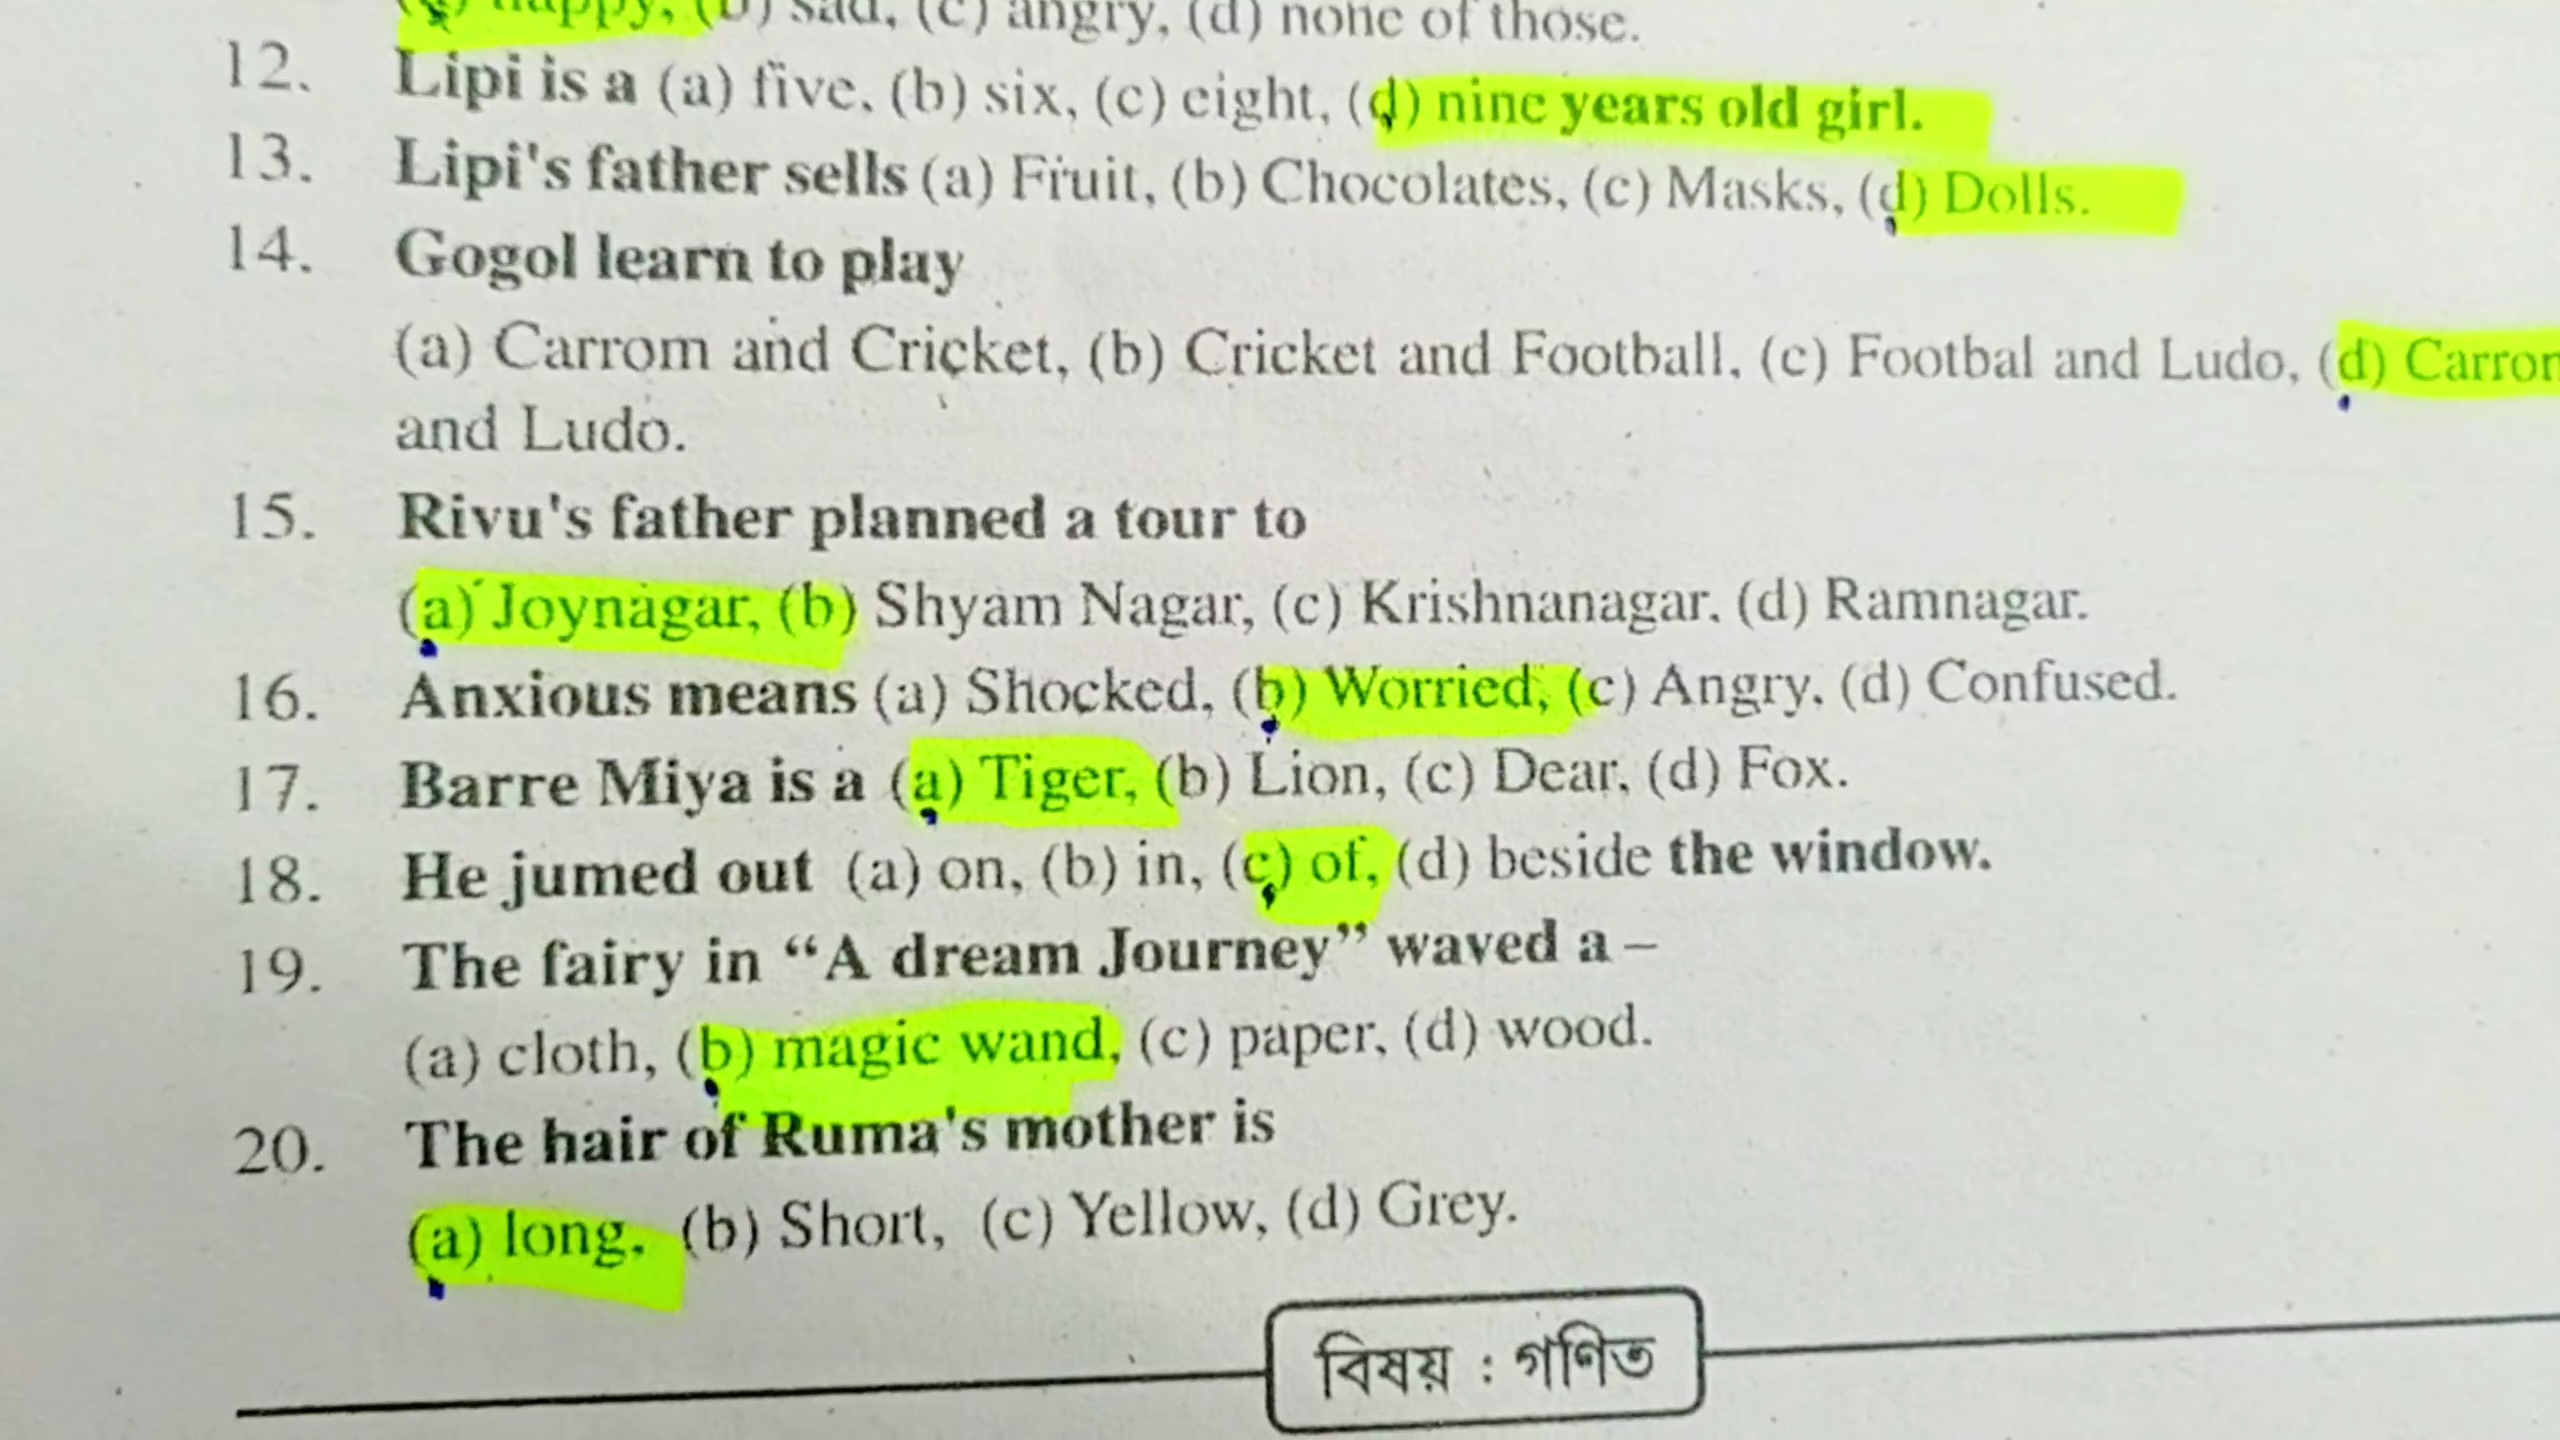 (a) happy, (b) sad, (c) angry, (d) none of those.
12. Lipi is a (a) five, (b) six, (c) eight, (d) nine years old girl.
13. Lipi's father sells (a) Fruit, (b) Chocolates, (c) Masks, (d) Dolls.
14. Gogol learn to play
(a) Carrom and Cricket, (b) Cricket and Football, (c) Footbal and Ludo, (d) Carrom
and Ludo.
15. Rivu's father planned a tour to
(a) Joynagar, (b) Shyam Nagar, (c) Krishnanagar. (d) Ramnagar.
16. Anxious means (a) Shocked, (b) Worried, (c) Angry. (d) Confused.
17. Barre Miya is a (a) Tiger, (b) Lion, (c) Dear, (d) Fox.
18. He jumed out (a) on, (b) in, (c) of, (d) beside the window.
19. The fairy in “A dream Journey” waved a –
(a) cloth, (b) magic wand, (c) paper, (d) wood.
20. The hair of Ruma's mother is
(a) long, (b) Short, (c) Yellow, (d) Grey.
বিষয় : গণিত